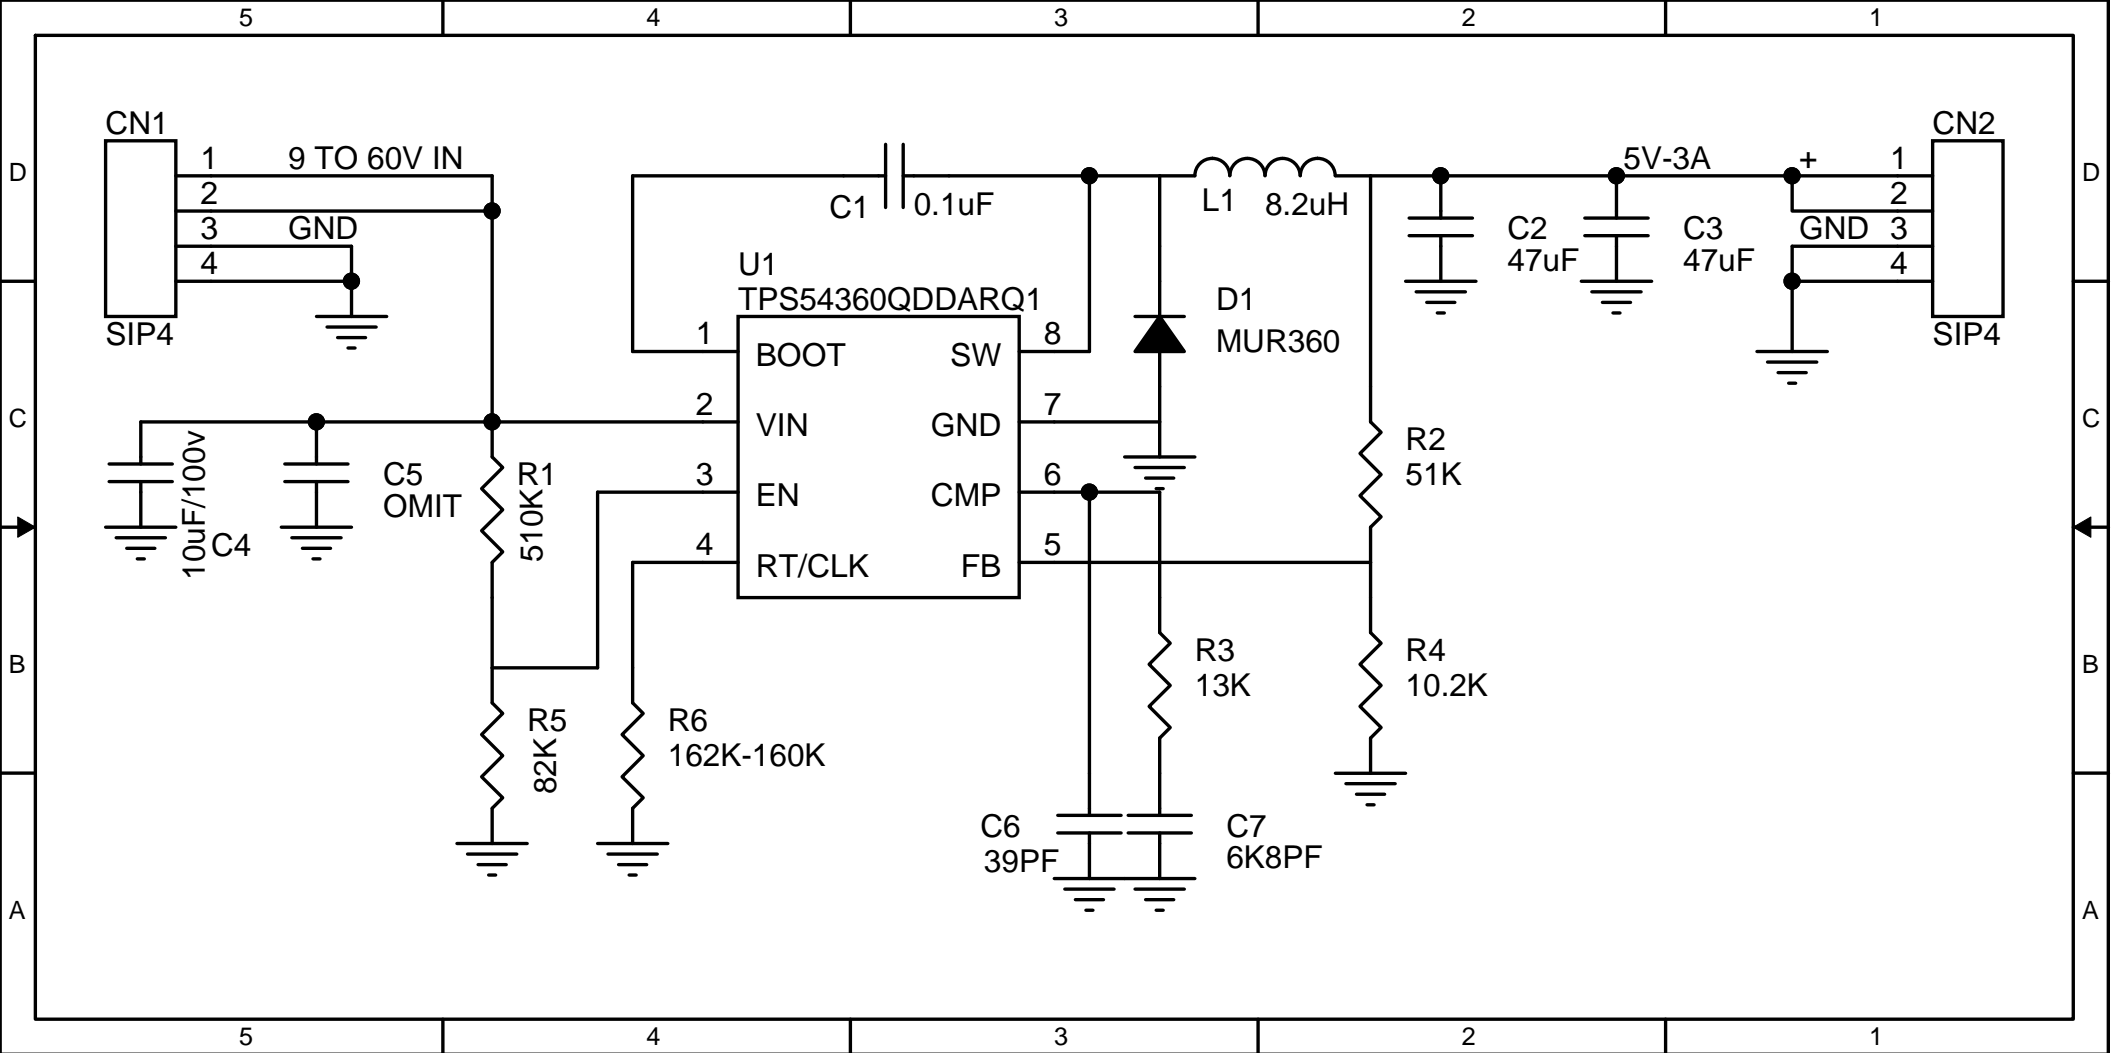 5 4 3 2 1
D
D
CN1
1
2
3
4
9 TO 60V IN
GND
SIP4
C1
0.1uF
L1
8.2uH
5V-3A
+
GND
CN2
1
2
3
4
SIP4
C2
47uF
C3
47uF
U1
TPS54360QDDARQ1
1
BOOT
SW
8
2
VIN
GND
7
3
EN
CMP
6
4
RT/CLK
FB
5
D1
MUR360
C
C
10uF/100v
C4
C5
OMIT
R1
510K
R2
51K
B
B
R3
13K
R4
10.2K
R5
82K
R6
162K-160K
C6
39PF
C7
6K8PF
A
A
5 4 3 2 1